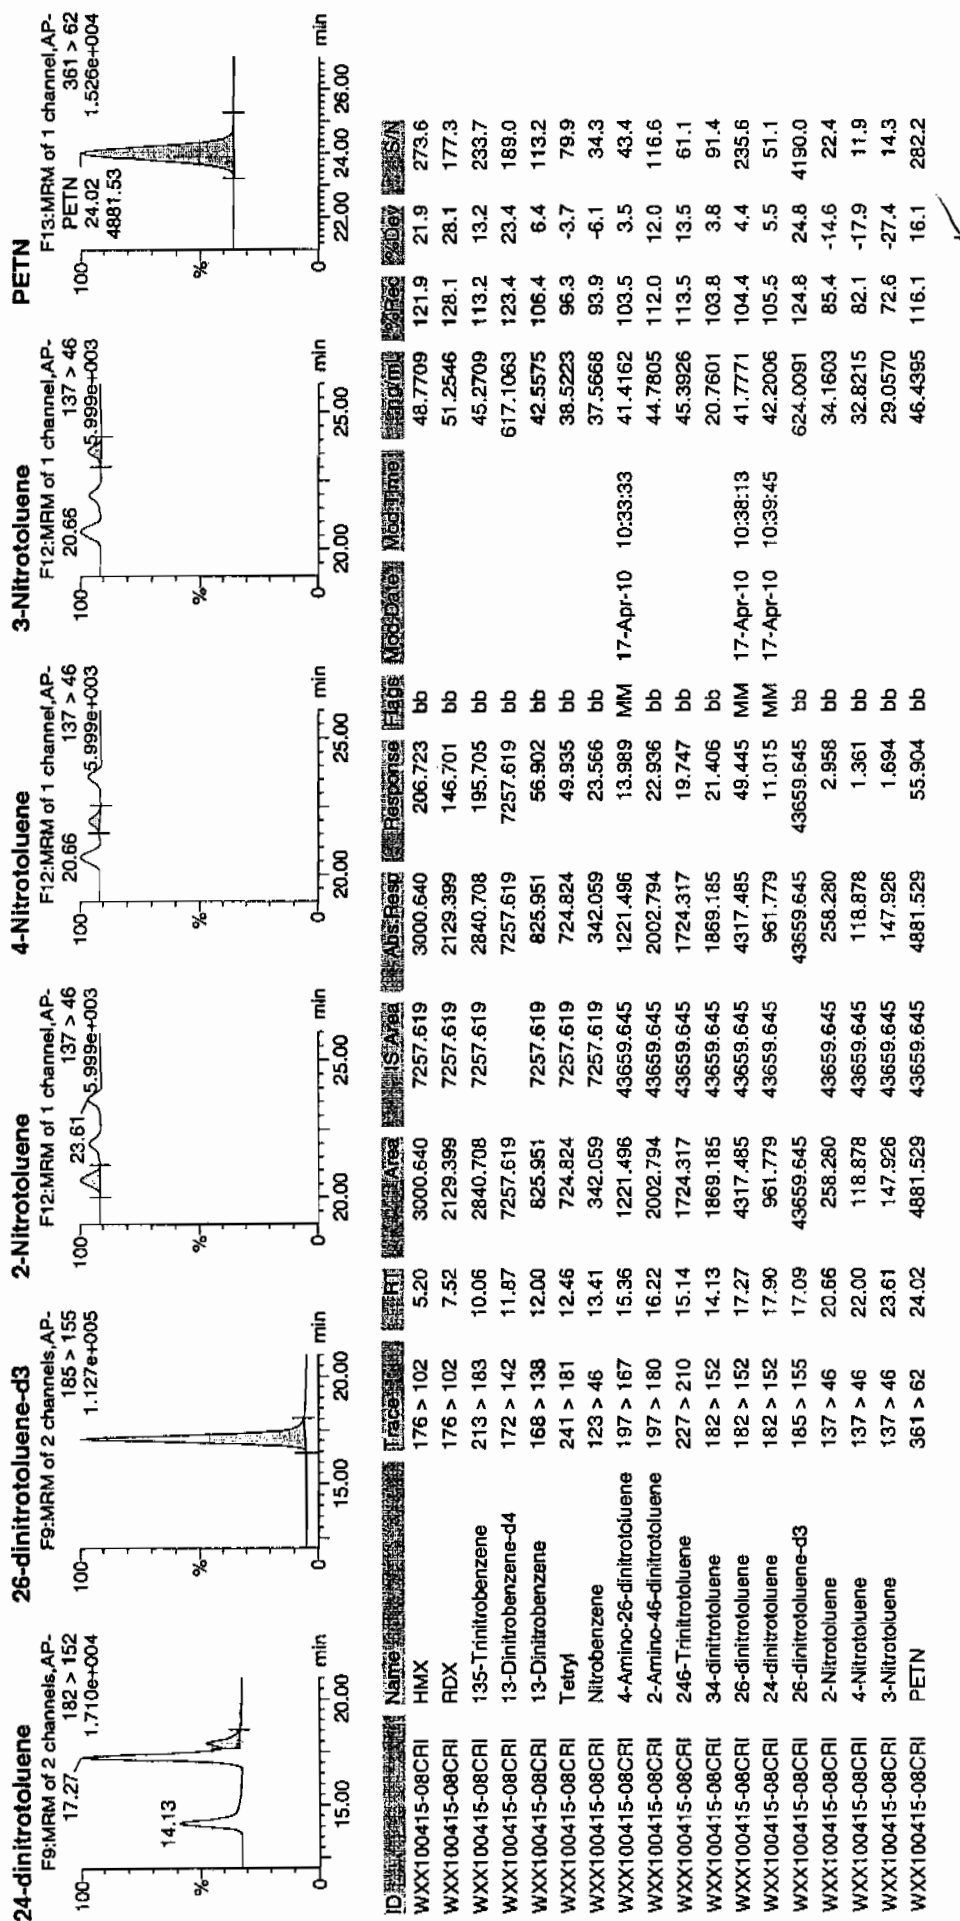 24-dinitrotoluene
F9:MRM of 2 channels,AP-
182 > 152
1.710e+004
100
17.27
14.13
%
0
15.00 20.00 min
26-dinitrotoluene-d3
F9:MRM of 2 channels,AP-
185 > 155
1.127e+005
100
%
0
15.00 20.00 min
2-Nitrotoluene
F12:MRM of 1 channel,AP-
137 > 46
5.999e+003
100
23.61
%
0
20.00 25.00 min
4-Nitrotoluene
F12:MRM of 1 channel,AP-
137 > 46
5.999e+003
100
20.66
%
0
20.00 25.00 min
3-Nitrotoluene
F12:MRM of 1 channel,AP-
137 > 46
5.999e+003
100
20.66
%
0
20.00 25.00 min
PETN
F13:MRM of 1 channel,AP-
361 > 62
1.526e+004
100
PETN
24.02
4881.53
%
0
22.00 24.00 26.00 min
ID Name Trace RT Area IS Area Abs.Resp Response Flags Mod.Date Mod.Time ng/mL %Rec %Dev S/N
WXX100415-08CRI HMX 176 > 102 5.20 3000.640 7257.619 3000.640 206.723 bb 48.7709 121.9 21.9 273.6
WXX100415-08CRI RDX 176 > 102 7.52 2129.399 7257.619 2129.399 146.701 bb 51.2546 128.1 28.1 177.3
WXX100415-08CRI 135-Trinitrobenzene 213 > 183 10.06 2840.708 7257.619 2840.708 195.705 bb 45.2709 113.2 13.2 233.7
WXX100415-08CRI 13-Dinitrobenzene-d4 172 > 142 11.87 7257.619 7257.619 7257.619 bb 617.1063 123.4 23.4 189.0
WXX100415-08CRI 13-Dinitrobenzene 168 > 138 12.00 825.951 7257.619 825.951 56.902 bb 42.5575 106.4 6.4 113.2
WXX100415-08CRI Tetryl 241 > 181 12.46 724.824 7257.619 724.824 49.935 bb 38.5223 96.3 -3.7 79.9
WXX100415-08CRI Nitrobenzene 123 > 46 13.41 342.059 7257.619 342.059 23.566 bb 37.5668 93.9 -6.1 34.3
WXX100415-08CRI 4-Amino-26-dinitrotoluene 197 > 167 15.36 1221.496 43659.645 1221.496 13.989 MM 17-Apr-10 10:33:33 41.4162 103.5 3.5 43.4
WXX100415-08CRI 2-Amino-46-dinitrotoluene 197 > 180 16.22 2002.794 43659.645 2002.794 22.936 bb 44.7805 112.0 12.0 116.6
WXX100415-08CRI 246-Trinitrotoluene 227 > 210 15.14 1724.317 43659.645 1724.317 19.747 bb 45.3926 113.5 13.5 61.1
WXX100415-08CRI 34-dinitrotoluene 182 > 152 14.13 1869.185 43659.645 1869.185 21.406 bb 20.7601 103.8 3.8 91.4
WXX100415-08CRI 26-dinitrotoluene 182 > 152 17.27 4317.485 43659.645 4317.485 49.445 MM 17-Apr-10 10:38:13 41.7771 104.4 4.4 235.6
WXX100415-08CRI 24-dinitrotoluene 182 > 152 17.90 961.779 43659.645 961.779 11.015 MM 17-Apr-10 10:39:45 42.2006 105.5 5.5 51.1
WXX100415-08CRI 26-dinitrotoluene-d3 185 > 155 17.09 43659.645 43659.645 43659.645 bb 624.0091 124.8 24.8 4190.0
WXX100415-08CRI 2-Nitrotoluene 137 > 46 20.66 258.280 43659.645 258.280 2.958 bb 34.1603 85.4 -14.6 22.4
WXX100415-08CRI 4-Nitrotoluene 137 > 46 22.00 118.878 43659.645 118.878 1.361 bb 32.8215 82.1 -17.9 11.9
WXX100415-08CRI 3-Nitrotoluene 137 > 46 23.61 147.926 43659.645 147.926 1.694 bb 29.0570 72.6 -27.4 14.3
WXX100415-08CRI PETN 361 > 62 24.02 4881.529 43659.645 4881.529 55.904 bb 46.4395 116.1 16.1 282.2